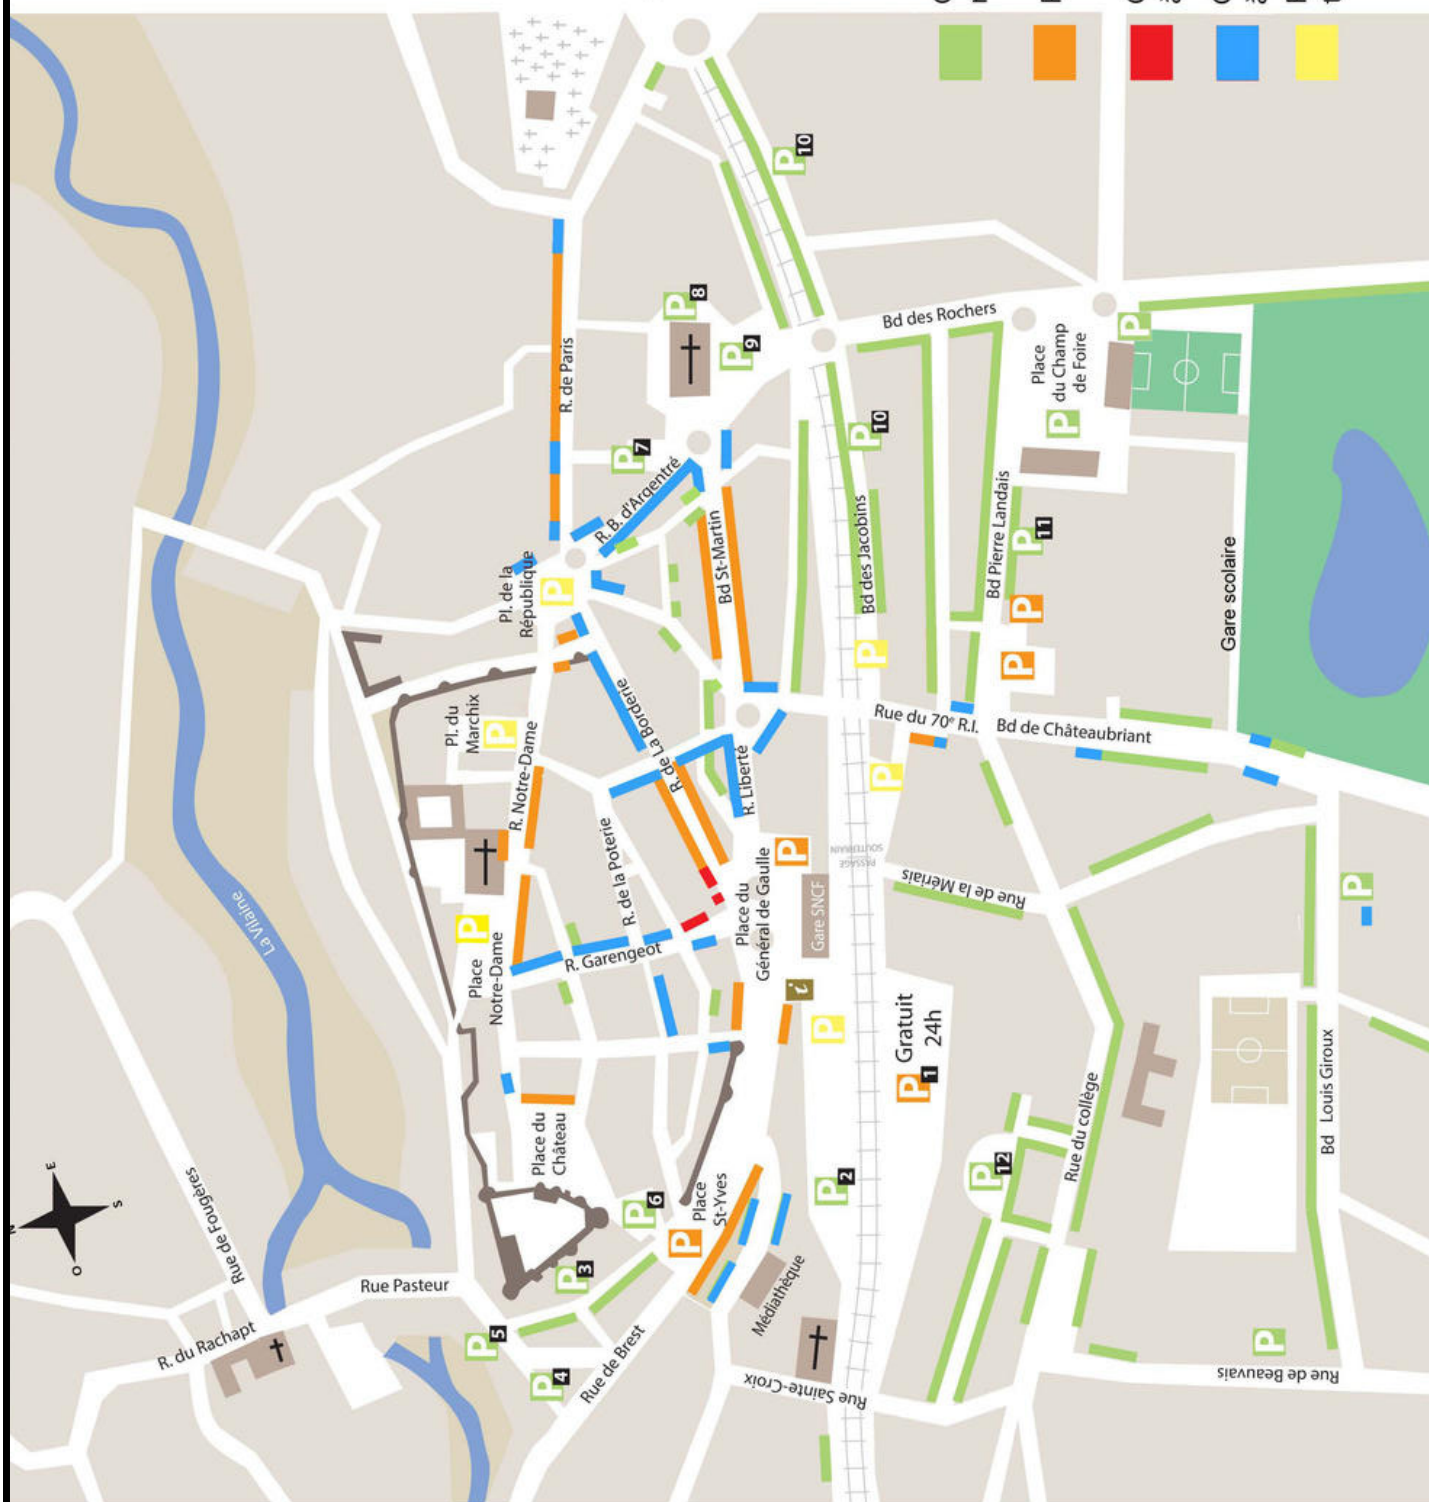 R. de Paris
Bd des Rochers
Place
du Champ
de Foire
P
P 10
P 8
P 9
P 7
P 10
P
R. B. d'Argentré
Pl. de la
République
P
Bd St-Martin
Bd des Jacobins
Bd Pierre Landais
P 11
P
P
P
Gare scolaire
Pl. du
Marchix
P
R. Notre-Dame
R. de La Borderie
R. Liberté
Rue du 70e R.I.
Bd de Châteaubriant
P
R. de la Poterie
Place du
Général de Gaulle
P
PASSAGE
SOUTERRAIN
Gare SNCF
Rue de la Mériais
P
La Vilaine
P
Place
Notre-Dame
R. Garengeot
i
P
Gratuit
24h
P 1
Rue du collège
Bd Louis Giroux
Place du
Château
P 12
P 2
P 6
Place
St-Yves
P
Médiathèque
P 3
Rue de Fougères
Rue Pasteur
R. du Rachapt
P 5
P 4
Rue de Brest
Rue Sainte-Croix
P
Rue de Beauvais
E
S
O